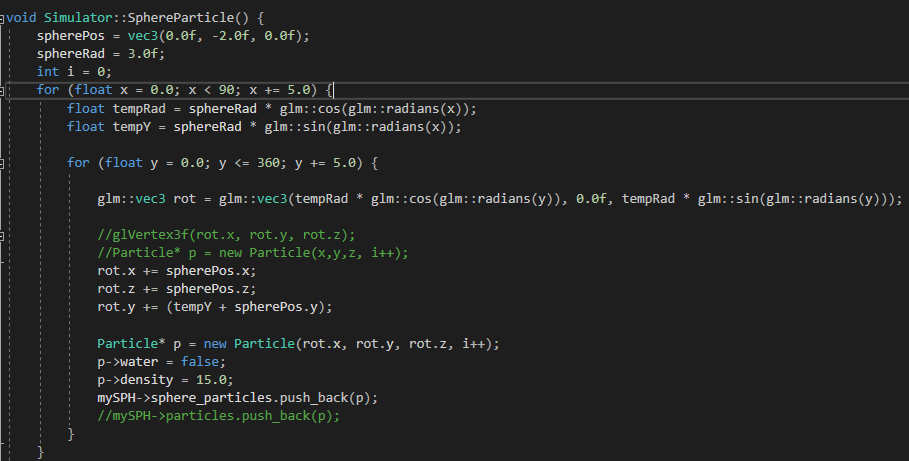 void Simulator::SphereParticle() {
spherePos = vec3(0.0f, -2.0f, 0.0f);
sphereRad = 3.0f;
int i = 0;
for (float x = 0.0; x < 90; x += 5.0) {
float tempRad = sphereRad * glm::cos(glm::radians(x));
float tempY = sphereRad * glm::sin(glm::radians(x));
for (float y = 0.0; y <= 360; y += 5.0) {
glm::vec3 rot = glm::vec3(tempRad * glm::cos(glm::radians(y)), 0.0f, tempRad * glm::sin(glm::radians(y)));
//glVertex3f(rot.x, rot.y, rot.z);
//Particle* p = new Particle(x,y,z, i++);
rot.x += spherePos.x;
rot.z += spherePos.z;
rot.y += (tempY + spherePos.y);
Particle* p = new Particle(rot.x, rot.y, rot.z, i++);
p->water = false;
p->density = 15.0;
mySPH->sphere_particles.push_back(p);
//mySPH->particles.push_back(p);
}
}